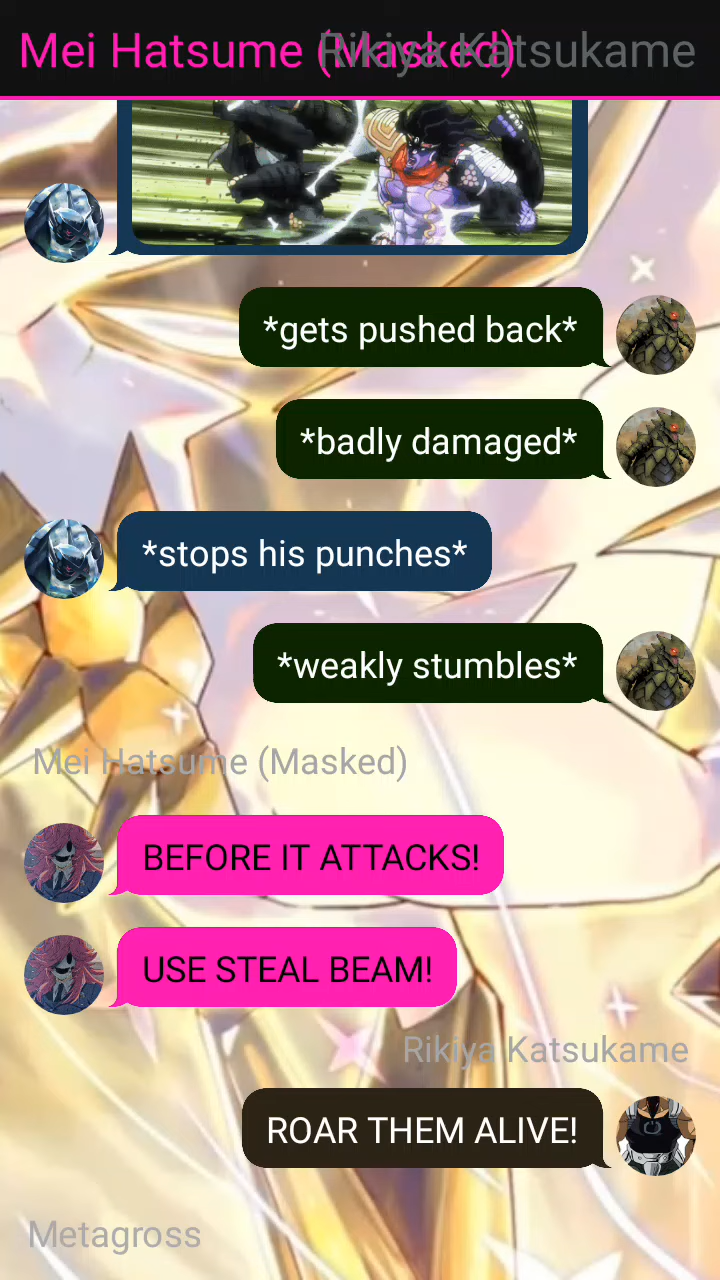 Mei Hatsume (Masked)
Rikiya Katsukame
*gets pushed back*
*badly damaged*
*stops his punches*
*weakly stumbles*
Mei Hatsume (Masked)
BEFORE IT ATTACKS!
USE STEAL BEAM!
Rikiya Katsukame
ROAR THEM ALIVE!
Metagross